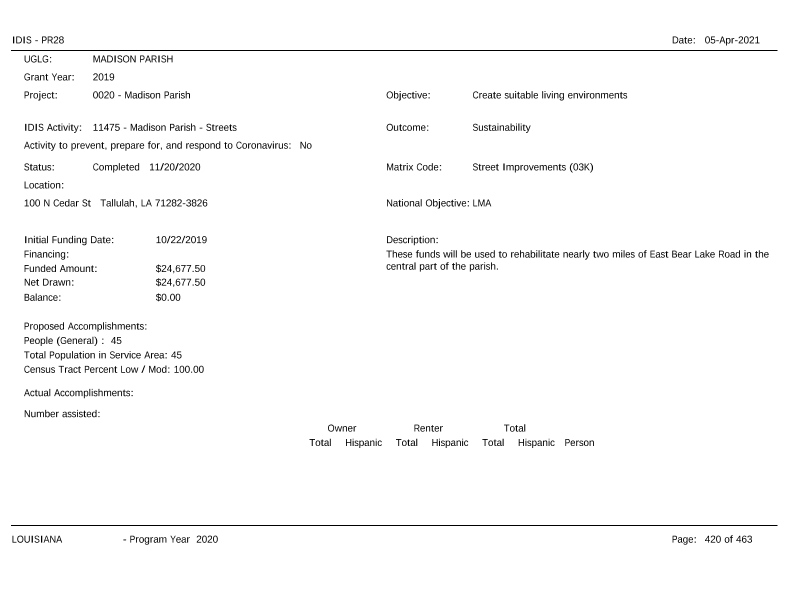 IDIS - PR28 Date: 05-Apr-2021
UGLG: MADISON PARISH
Grant Year: 2019
Project: 0020 - Madison Parish Objective: Create suitable living environments
IDIS Activity: 11475 - Madison Parish - Streets Outcome: Sustainability
Activity to prevent, prepare for, and respond to Coronavirus: No
Status: Completed 11/20/2020 Matrix Code: Street Improvements (03K)
Location:
100 N Cedar St Tallulah, LA 71282-3826 National Objective: LMA
Initial Funding Date: 10/22/2019 Description:
Financing: These funds will be used to rehabilitate nearly two miles of East Bear Lake Road in the
Funded Amount: $24,677.50 central part of the parish.
Net Drawn: $24,677.50
Balance: $0.00
Proposed Accomplishments:
People (General) : 45
Total Population in Service Area: 45
Census Tract Percent Low / Mod: 100.00
Actual Accomplishments:
Number assisted:
Owner Renter Total
Total Hispanic Total Hispanic Total Hispanic Person
LOUISIANA - Program Year 2020 Page: 420 of 463